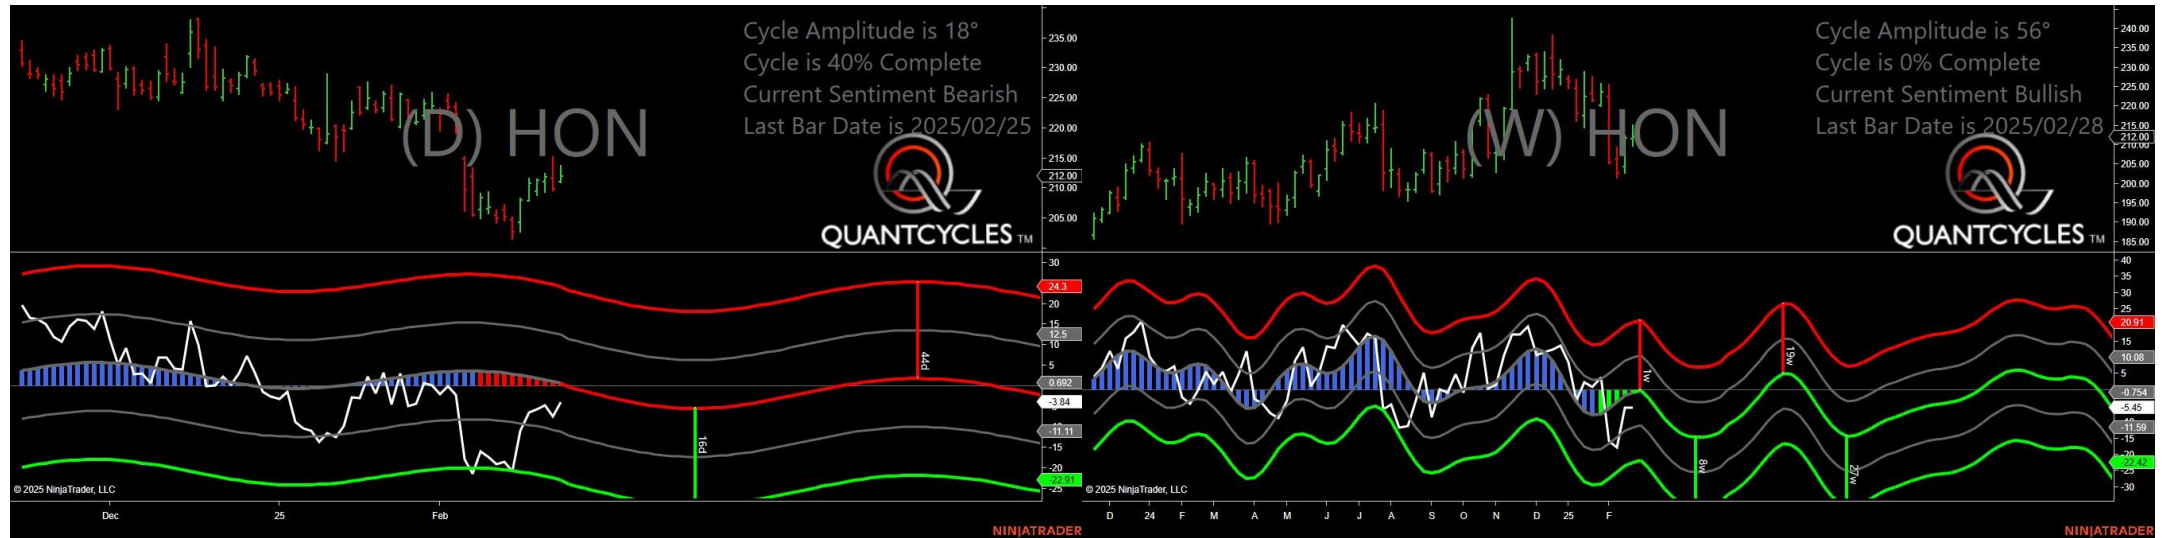 Cycle Amplitude is 18°
Cycle is 40% Complete
Current Sentiment Bearish
Last Bar Date is 2025/02/25
(D) HON
QUANTCYCLES TM
235.00
230.00
225.00
220.00
215.00
212.00
210.00
205.00
30
24.3
20
15
12.5
10
5
0.692
-3.84
-11.11
-15
-20
-22.91
-25
44d
16d
© 2025 NinjaTrader, LLC
Dec
25
Feb
NINJATRADER
Cycle Amplitude is 56°
Cycle is 0% Complete
Current Sentiment Bullish
Last Bar Date is 2025/02/28
(W) HON
QUANTCYCLES TM
240.00
235.00
230.00
225.00
220.00
215.00
212.00
210.00
205.00
200.00
195.00
190.00
185.00
40
35
30
25
20.91
15
10.08
5
-0.754
-5.45
-11.59
-15
-22.42
-25
-30
1w
19w
8w
27w
© 2025 NinjaTrader, LLC
D
24
F
M
A
M
J
J
A
S
O
N
D
25
F
NINJATRADER